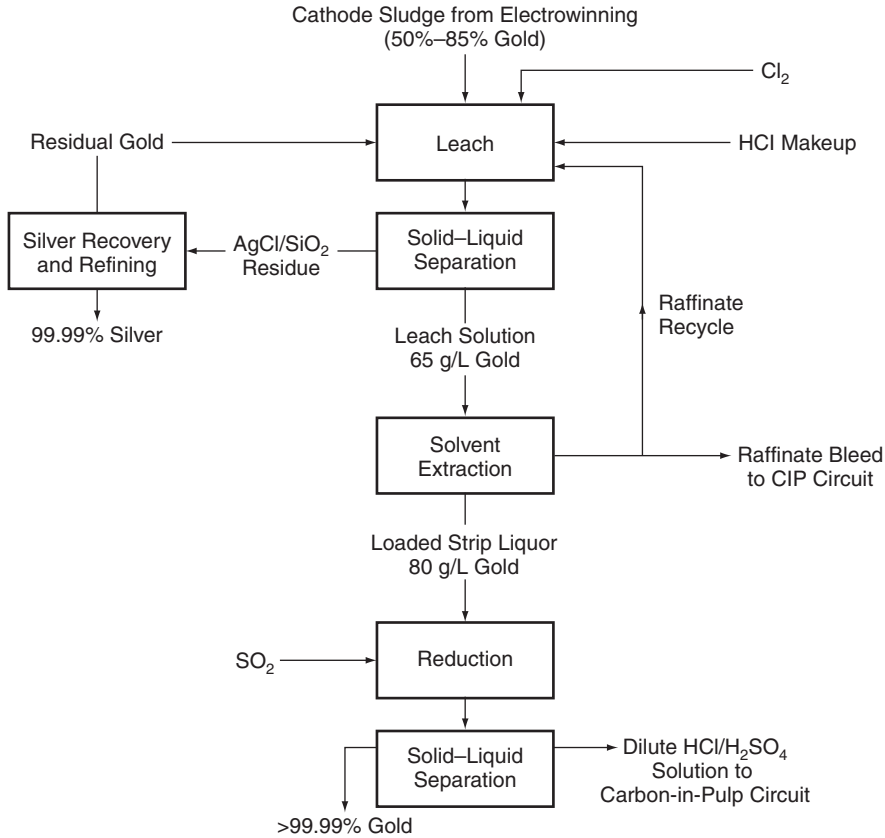 Cathode Sludge from Electrowinning
(50%–85% Gold)
Cl₂
Residual Gold
Leach
HCl Makeup
Silver Recovery
and Refining
AgCl/SiO₂
Residue
Solid–Liquid
Separation
99.99% Silver
Leach Solution
65 g/L Gold
Raffinate
Recycle
Solvent
Extraction
Raffinate Bleed
to CIP Circuit
Loaded Strip Liquor
80 g/L Gold
SO₂
Reduction
Solid–Liquid
Separation
Dilute HCl/H₂SO₄
Solution to
Carbon-in-Pulp Circuit
>99.99% Gold